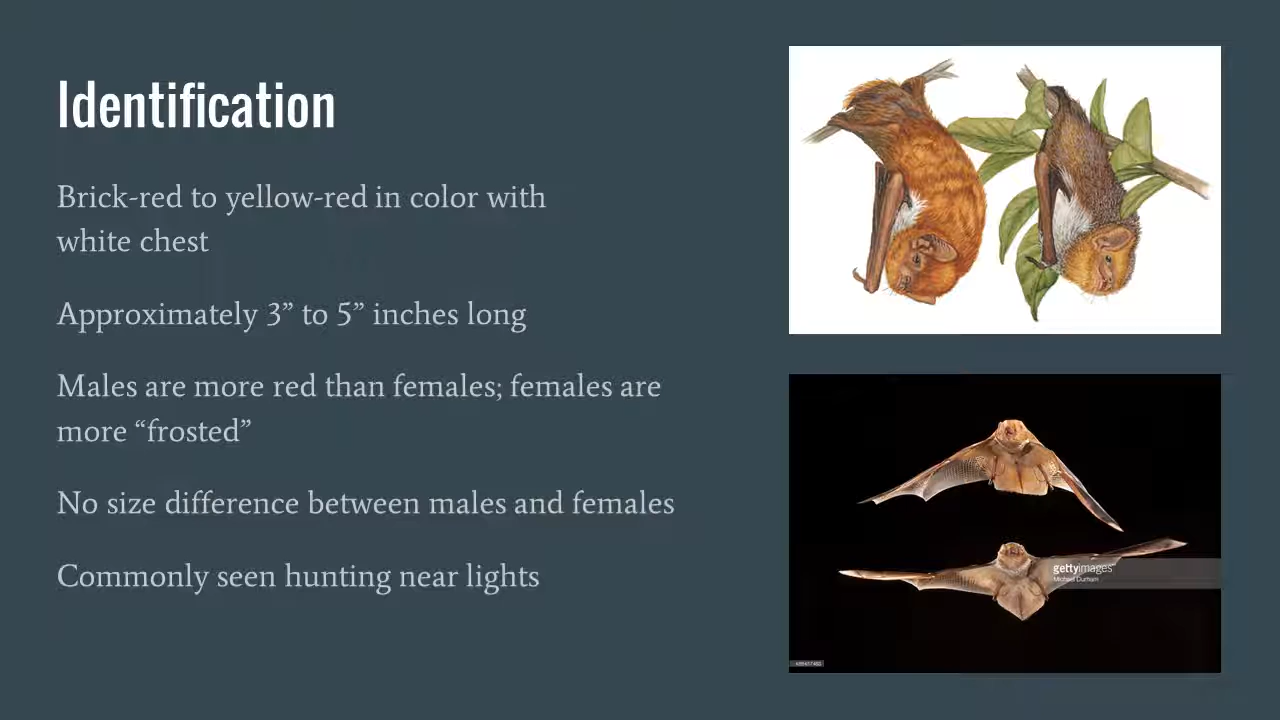 Identification
Brick-red to yellow-red in color with
white chest
Approximately 3” to 5” inches long
Males are more red than females; females are
more “frosted”
No size difference between males and females
Commonly seen hunting near lights
gettyimages
Michael Durham